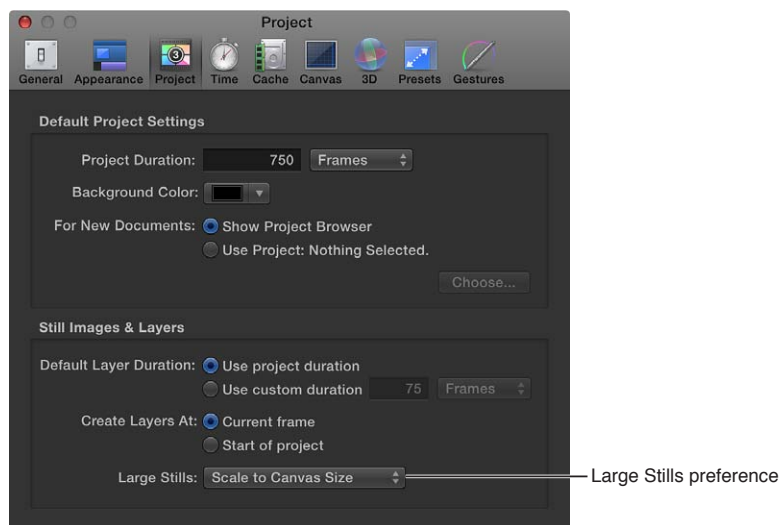 Project
General Appearance Project Time Cache Canvas 3D Presets Gestures
Default Project Settings
Project Duration: 750 Frames
Background Color:
For New Documents: Show Project Browser
Use Project: Nothing Selected.
Choose...
Still Images & Layers
Default Layer Duration: Use project duration
Use custom duration 75 Frames
Create Layers At: Current frame
Start of project
Large Stills: Scale to Canvas Size
Large Stills preference